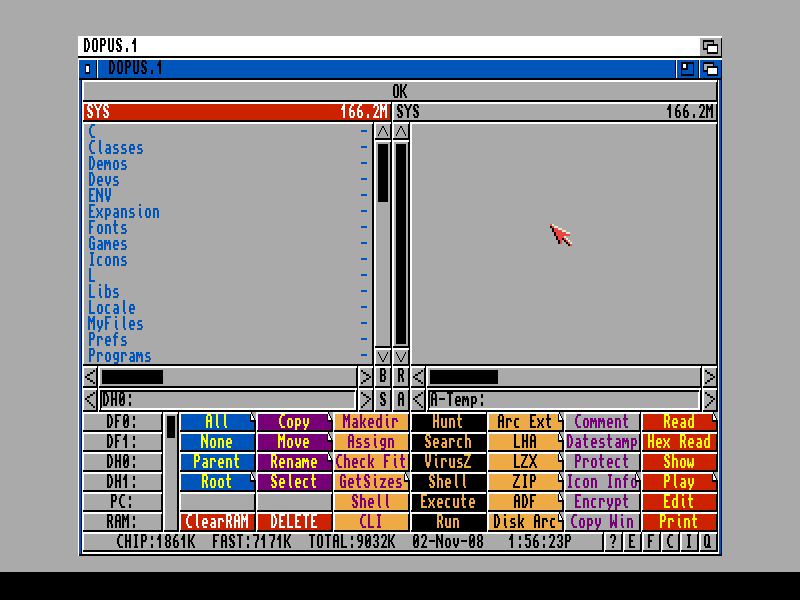 DOPUS.1
DOPUS.1
OK
SYS 166.2M SYS 166.2M
C -
Classes -
Demos -
Devs -
ENV -
Expansion -
Fonts -
Games -
Icons -
L -
Libs -
Locale -
MyFiles -
Prefs -
Programs -
B R
DH0: S A A-Temp:
DF0: All Copy Makedir Hunt Arc Ext Comment Read
DF1: None Move Assign Search LHA Datestamp Hex Read
DH0: Parent Rename Check Fit VirusZ LZX Protect Show
DH1: Root Select GetSizes Shell ZIP Icon Info Play
PC: Shell Execute ADF Encrypt Edit
RAM: ClearRAM DELETE CLI Run Disk Arc Copy Win Print
CHIP:1861K FAST:7171K TOTAL:9032K 02-Nov-08 1:56:23P ? E F C I Q